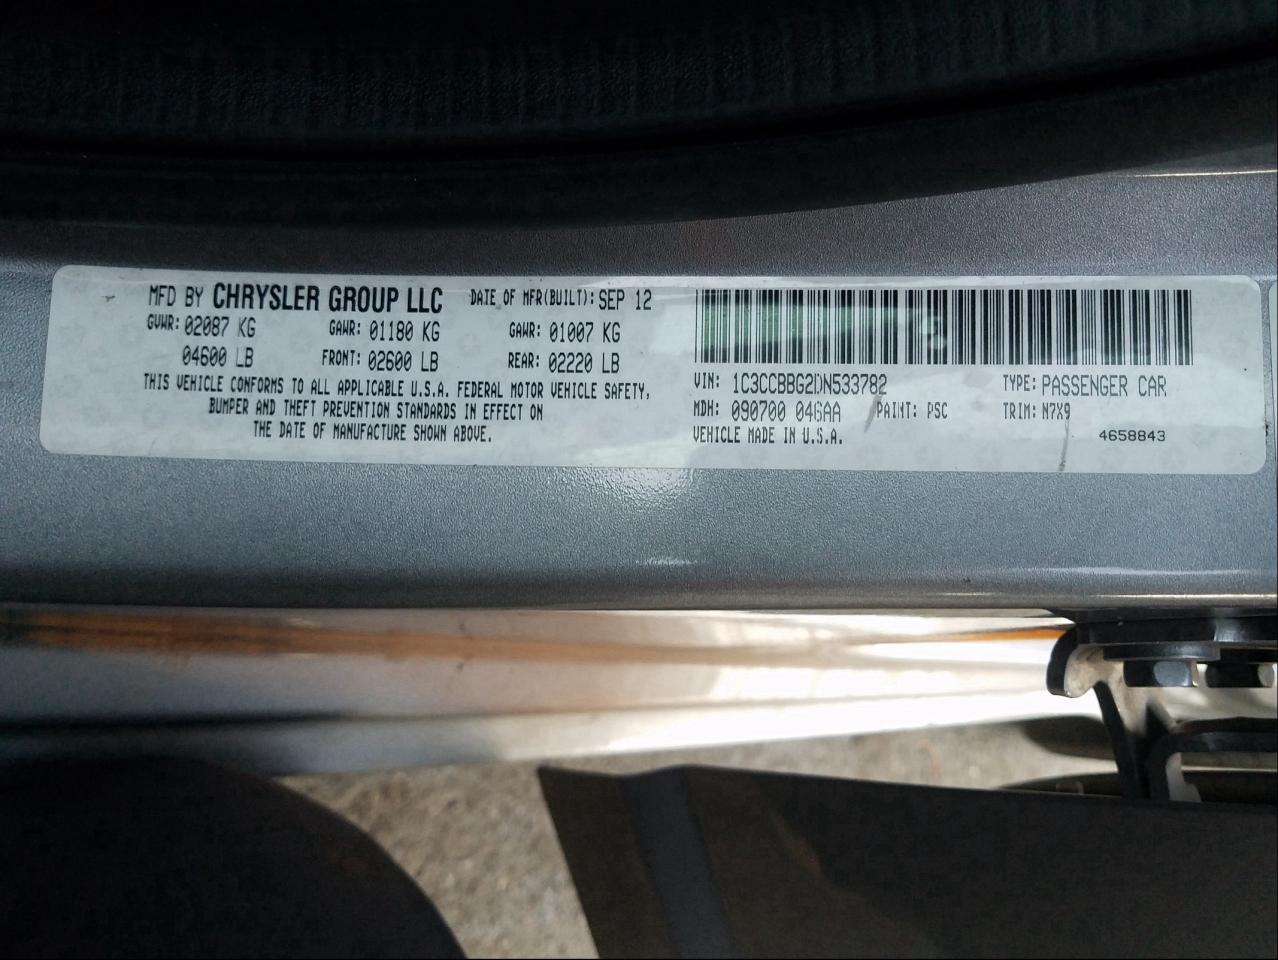 MFD BY CHRYSLER GROUP LLC DATE OF MFR(BUILT): SEP 12
GVWR: 02087 KG GAWR: 01180 KG GAWR: 01007 KG
04600 LB FRONT: 02600 LB REAR: 02220 LB
THIS VEHICLE CONFORMS TO ALL APPLICABLE U.S.A. FEDERAL MOTOR VEHICLE SAFETY,
BUMPER AND THEFT PREVENTION STANDARDS IN EFFECT ON
THE DATE OF MANUFACTURE SHOWN ABOVE.
VIN: 1C3CCBBG2DN533782 TYPE: PASSENGER CAR
MDH: 090700 046AA PAINT: PSC TRIM: N7X9
VEHICLE MADE IN U.S.A. 4658843